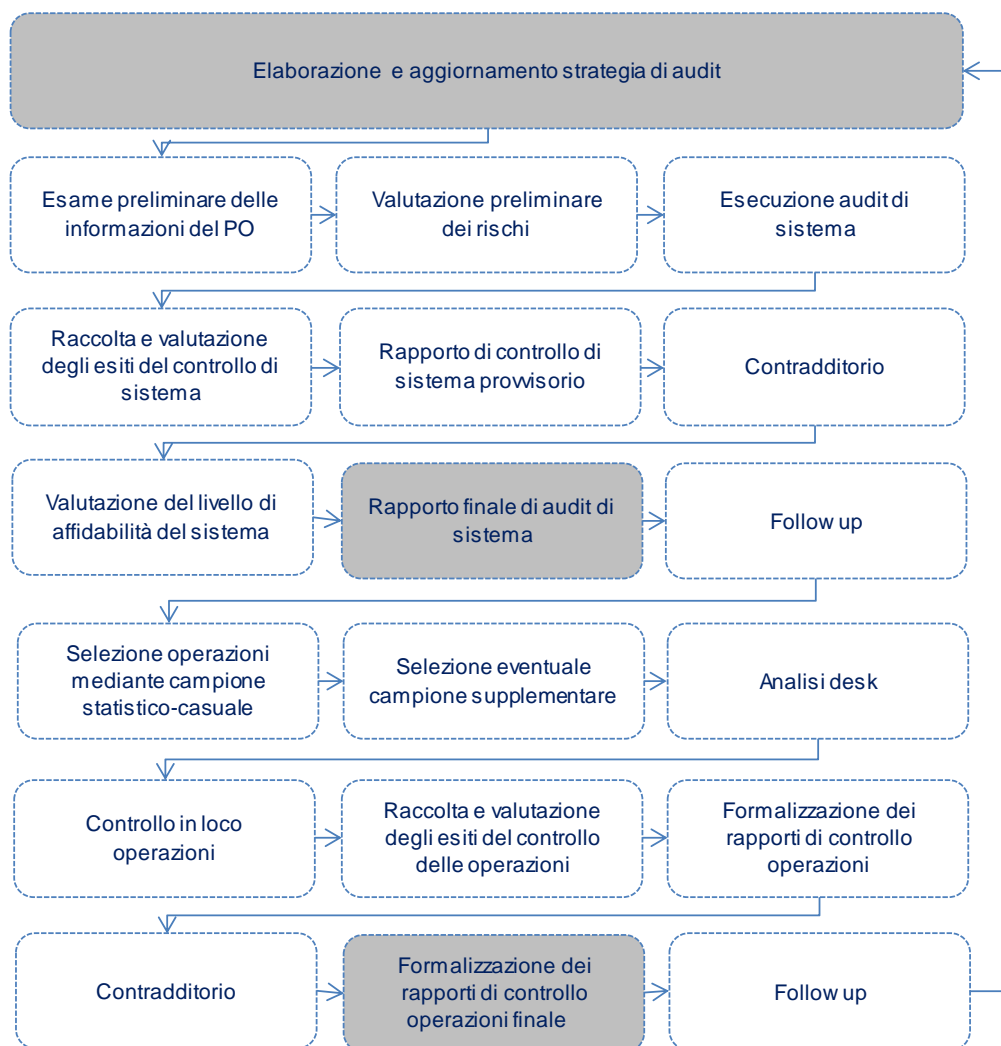 Elaborazione e aggiornamento strategia di audit
Esame preliminare delle
informazioni del PO
Valutazione preliminare
dei rischi
Esecuzione audit di
sistema
Raccolta e valutazione
degli esiti del controllo di
sistema
Rapporto di controllo di
sistema provvisorio
Contradditorio
Valutazione del livello di
affidabilità del sistema
Rapporto finale di audit di
sistema
Follow up
Selezione operazioni
mediante campione
statistico-casuale
Selezione eventuale
campione supplementare
Analisi desk
Controllo in loco
operazioni
Raccolta e valutazione
degli esiti del controllo
delle operazioni
Formalizzazione dei
rapporti di controllo
operazioni
Contradditorio
Formalizzazione dei
rapporti di controllo
operazioni finale
Follow up